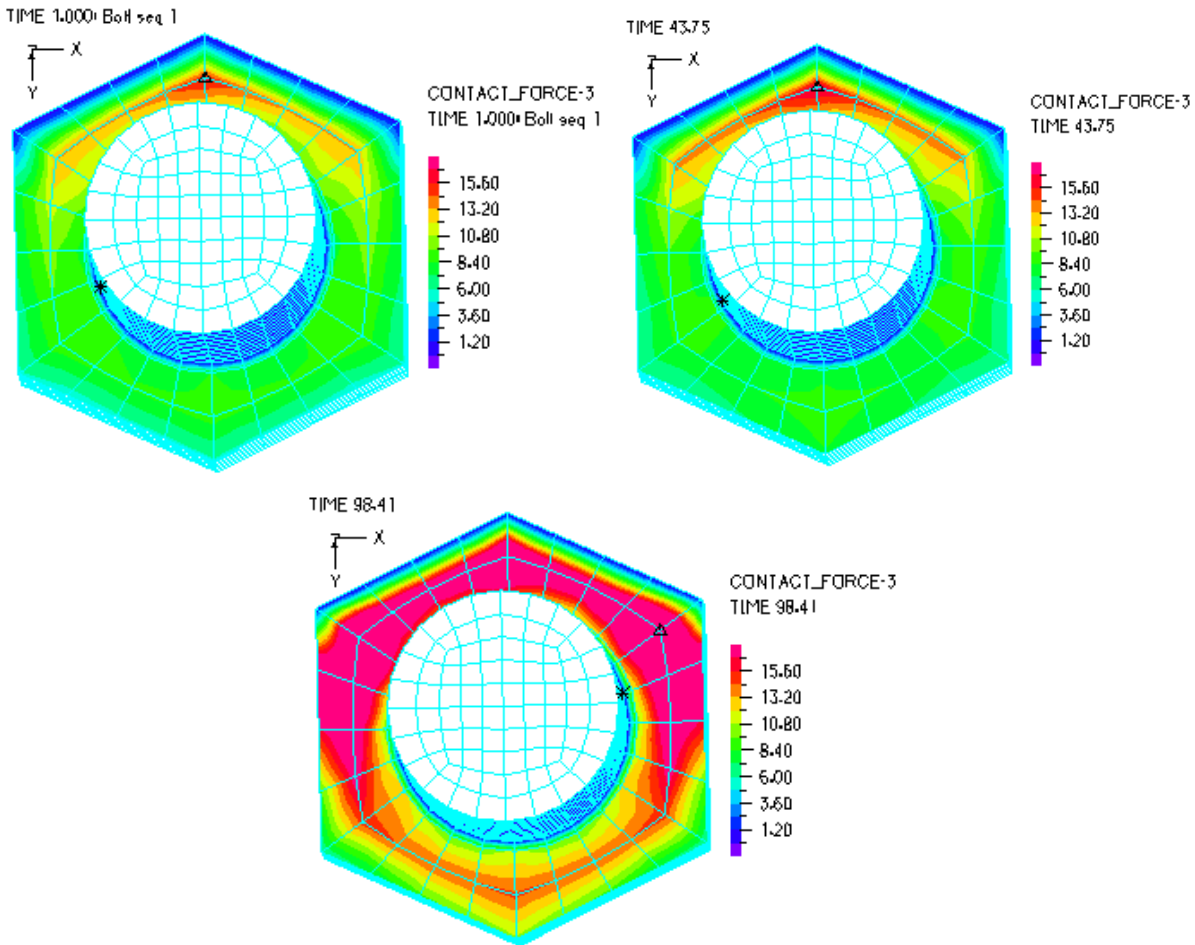 TIME 1.000 Bolt seq 1
X
Y
CONTACT_FORCE-3
TIME 1.000 Bolt seq 1
15.60
13.20
10.80
8.40
6.00
3.60
1.20
TIME 43.75
X
Y
CONTACT_FORCE-3
TIME 43.75
15.60
13.20
10.80
8.40
6.00
3.60
1.20
TIME 98.41
X
Y
CONTACT_FORCE-3
TIME 98.41
15.60
13.20
10.80
8.40
6.00
3.60
1.20